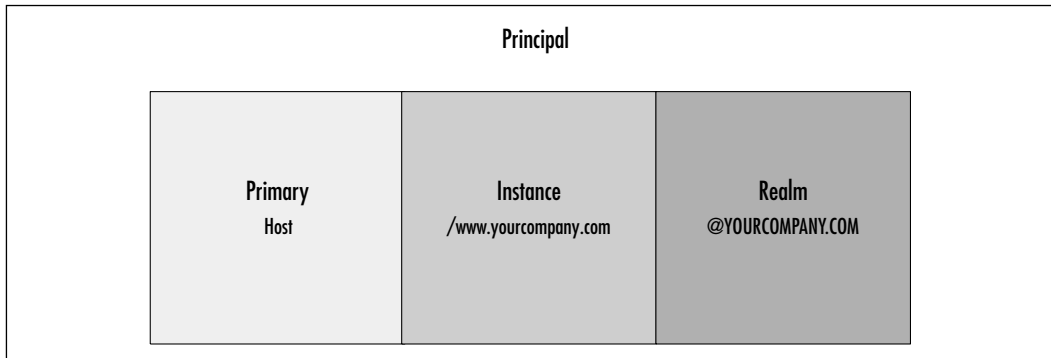 Principal
Primary
Host
Instance
/www.yourcompany.com
Realm
@YOURCOMPANY.COM